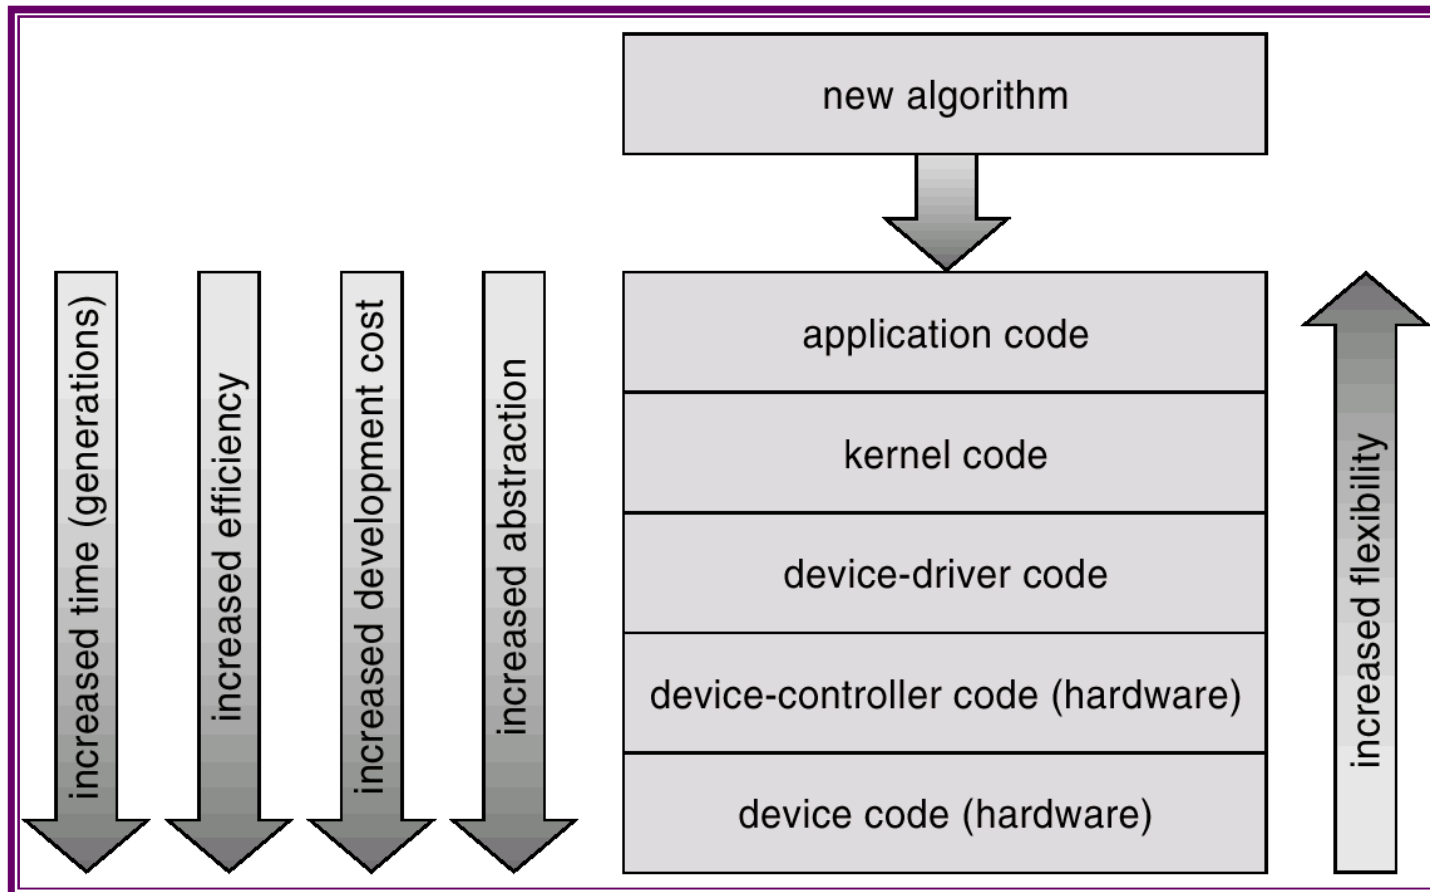 new algorithm
increased time (generations)
increased efficiency
increased development cost
increased abstraction
application code
kernel code
device-driver code
device-controller code (hardware)
device code (hardware)
increased flexibility